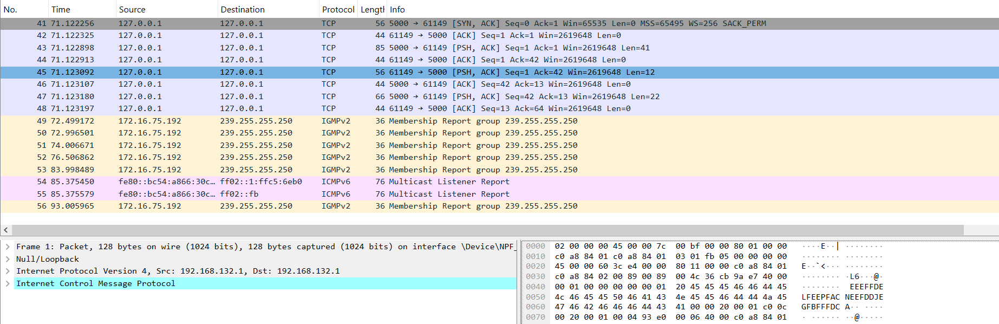 No. Time Source Destination Protocol Length Info
41 71.122256 127.0.0.1 127.0.0.1 TCP 56 5000 → 61149 [SYN, ACK] Seq=0 Ack=1 Win=65535 Len=0 MSS=65495 WS=256 SACK_PERM
42 71.122325 127.0.0.1 127.0.0.1 TCP 44 61149 → 5000 [ACK] Seq=1 Ack=1 Win=2619648 Len=0
43 71.122898 127.0.0.1 127.0.0.1 TCP 85 5000 → 61149 [PSH, ACK] Seq=1 Ack=1 Win=2619648 Len=41
44 71.122913 127.0.0.1 127.0.0.1 TCP 44 61149 → 5000 [ACK] Seq=1 Ack=42 Win=2619648 Len=0
45 71.123092 127.0.0.1 127.0.0.1 TCP 56 61149 → 5000 [PSH, ACK] Seq=1 Ack=42 Win=2619648 Len=12
46 71.123107 127.0.0.1 127.0.0.1 TCP 44 5000 → 61149 [ACK] Seq=42 Ack=13 Win=2619648 Len=0
47 71.123180 127.0.0.1 127.0.0.1 TCP 66 5000 → 61149 [PSH, ACK] Seq=42 Ack=13 Win=2619648 Len=22
48 71.123197 127.0.0.1 127.0.0.1 TCP 44 61149 → 5000 [ACK] Seq=13 Ack=64 Win=2619648 Len=0
49 72.499172 172.16.75.192 239.255.255.250 IGMPv2 36 Membership Report group 239.255.255.250
50 72.996501 172.16.75.192 239.255.255.250 IGMPv2 36 Membership Report group 239.255.255.250
51 74.006671 172.16.75.192 239.255.255.250 IGMPv2 36 Membership Report group 239.255.255.250
52 76.506862 172.16.75.192 239.255.255.250 IGMPv2 36 Membership Report group 239.255.255.250
53 83.998489 172.16.75.192 239.255.255.250 IGMPv2 36 Membership Report group 239.255.255.250
54 85.375450 fe80::bc54:a866:30c… ff02::1:ffc5:6eb0 ICMPv6 76 Multicast Listener Report
55 85.375579 fe80::bc54:a866:30c… ff02::fb ICMPv6 76 Multicast Listener Report
56 93.005965 172.16.75.192 239.255.255.250 IGMPv2 36 Membership Report group 239.255.255.250
Frame 1: Packet, 128 bytes on wire (1024 bits), 128 bytes captured (1024 bits) on interface \Device\NPF_
Null/Loopback
Internet Protocol Version 4, Src: 192.168.132.1, Dst: 192.168.132.1
Internet Control Message Protocol
0000 02 00 00 00 45 00 00 7c 00 bf 00 00 80 01 00 00 ····E··| ········
0010 c0 a8 84 01 c0 a8 84 01 03 01 fb 05 00 00 00 00 ········ ········
0020 45 00 00 60 3c e4 00 00 80 11 00 00 c0 a8 84 01 E··`<··· ········
0030 c0 a8 84 02 00 89 00 89 00 4c 36 cb 9a e7 40 00 ········ ·L6···@·
0040 00 01 00 00 00 00 00 01 20 45 45 45 46 46 44 45 ········ EEEFFDE
0050 4c 46 45 45 50 46 41 43 4e 45 45 46 44 44 4a 45 LFEEPFAC NEEFDDJE
0060 47 46 42 46 46 46 44 43 41 00 00 20 00 01 c0 0c GFBFFFDC A·· ····
0070 00 20 00 01 00 04 93 e0 00 06 40 00 c0 a8 84 01 · ······ ··@·····